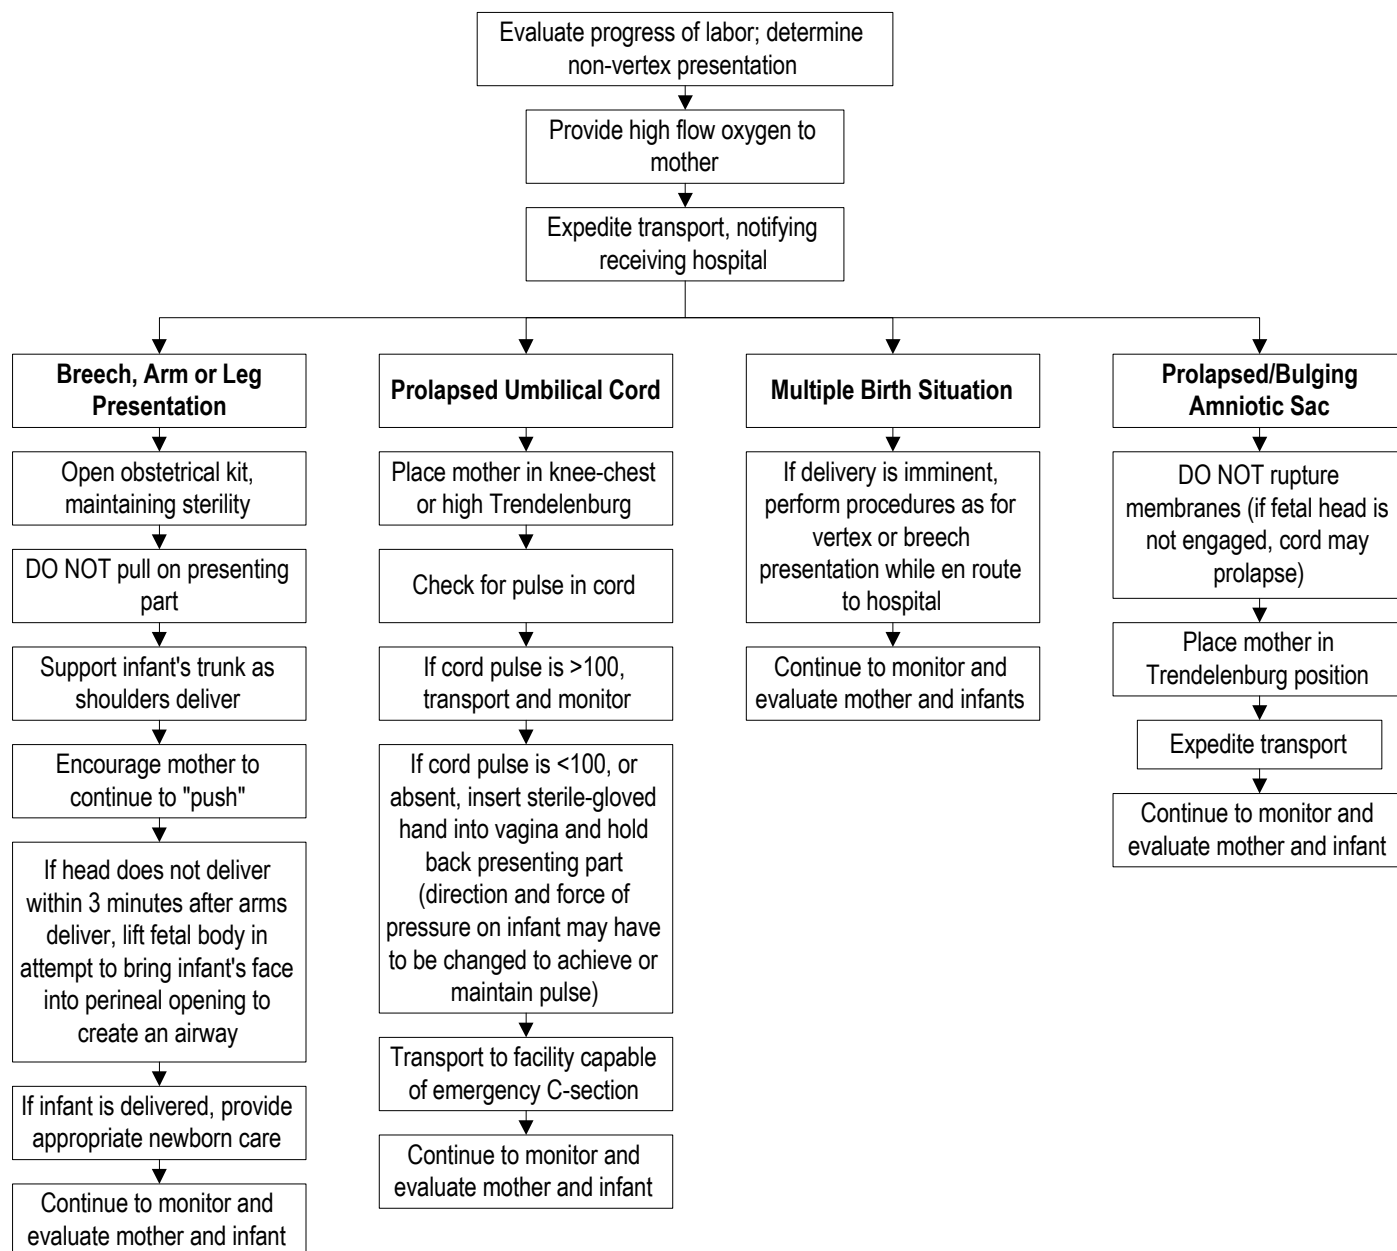 Evaluate progress of labor; determine
non-vertex presentation
Provide high flow oxygen to
mother
Expedite transport, notifying
receiving hospital
Breech, Arm or Leg
Presentation
Open obstetrical kit,
maintaining sterility
DO NOT pull on presenting
part
Support infant's trunk as
shoulders deliver
Encourage mother to
continue to "push"
If head does not deliver
within 3 minutes after arms
deliver, lift fetal body in
attempt to bring infant's face
into perineal opening to
create an airway
If infant is delivered, provide
appropriate newborn care
Continue to monitor and
evaluate mother and infant
Prolapsed Umbilical Cord
Place mother in knee-chest
or high Trendelenburg
Check for pulse in cord
If cord pulse is >100,
transport and monitor
If cord pulse is <100, or
absent, insert sterile-gloved
hand into vagina and hold
back presenting part
(direction and force of
pressure on infant may have
to be changed to achieve or
maintain pulse)
Transport to facility capable
of emergency C-section
Continue to monitor and
evaluate mother and infant
Multiple Birth Situation
If delivery is imminent,
perform procedures as for
vertex or breech
presentation while en route
to hospital
Continue to monitor and
evaluate mother and infants
Prolapsed/Bulging
Amniotic Sac
DO NOT rupture
membranes (if fetal head is
not engaged, cord may
prolapse)
Place mother in
Trendelenburg position
Expedite transport
Continue to monitor and
evaluate mother and infant